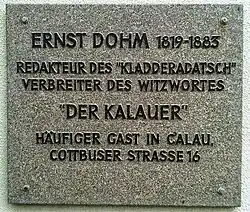 ERNST DOHM 1819-1883
REDAKTEUR DES "KLADDERADATSCH"
VERBREITER DES WITZWORTES
"DER KALAUER"
HÄUFIGER GAST IN CALAU,
COTTBUSER STRASSE 16